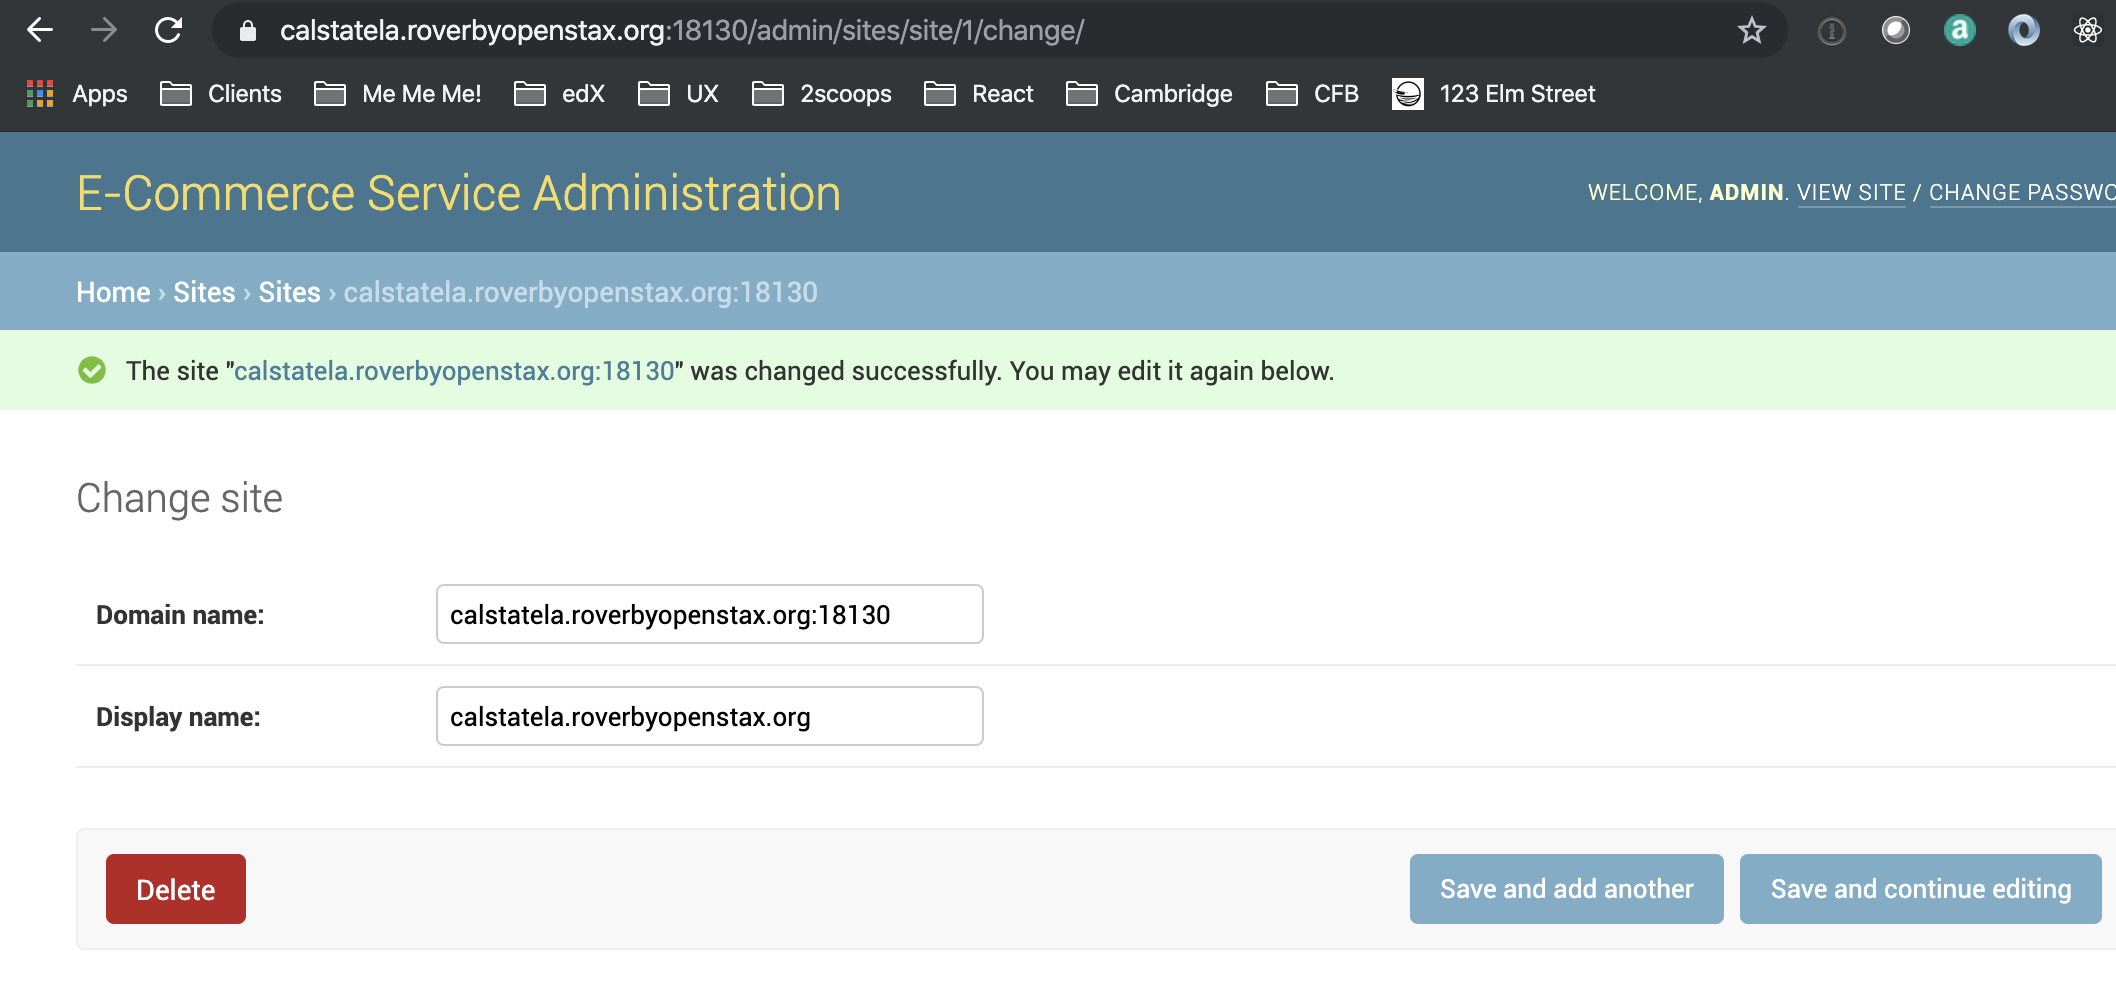 calstatela.roverbyopenstax.org:18130/admin/sites/site/1/change/
Apps Clients Me Me Me! edX UX 2scoops React Cambridge CFB 123 Elm Street
E-Commerce Service Administration
WELCOME, ADMIN. VIEW SITE / CHANGE PASSWO
Home › Sites › Sites › calstatela.roverbyopenstax.org:18130
The site "calstatela.roverbyopenstax.org:18130" was changed successfully. You may edit it again below.
Change site
Domain name: calstatela.roverbyopenstax.org:18130
Display name: calstatela.roverbyopenstax.org
Delete Save and add another Save and continue editing